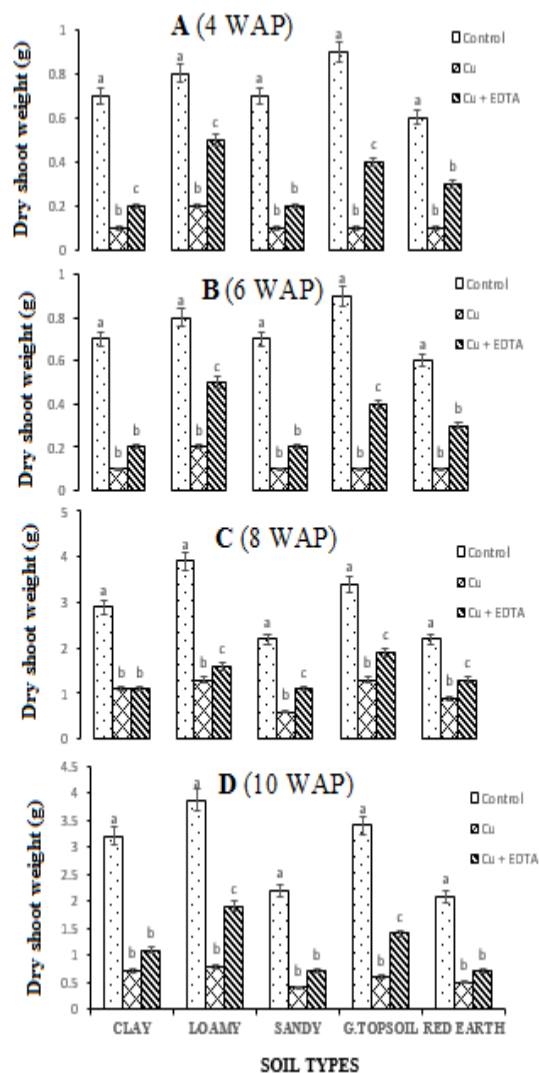 A (4 WAP)
Dry shoot weight (g)
1
0.8
0.6
0.4
0.2
0
a b c
a b c
a b b
a b c
a b b
Control
Cu
Cu + EDTA
B (6 WAP)
Dry shoot weight (g)
1
0.8
0.6
0.4
0.2
0
a b b
a b c
a b b
a b c
a b b
Control
Cu
Cu + EDTA
C (8 WAP)
Dry shoot weight (g)
5
4
3
2
1
0
a b b
a b c
a b c
a b c
a b c
Control
Cu
Cu + EDTA
D (10 WAP)
Dry shoot weight (g)
4.5
4
3.5
3
2.5
2
1.5
1
0.5
0
a b b
a b c
a b b
a b c
a b b
Control
Cu
Cu + EDTA
CLAY LOAMY SANDY G.TOPSOIL RED EARTH
SOIL TYPES